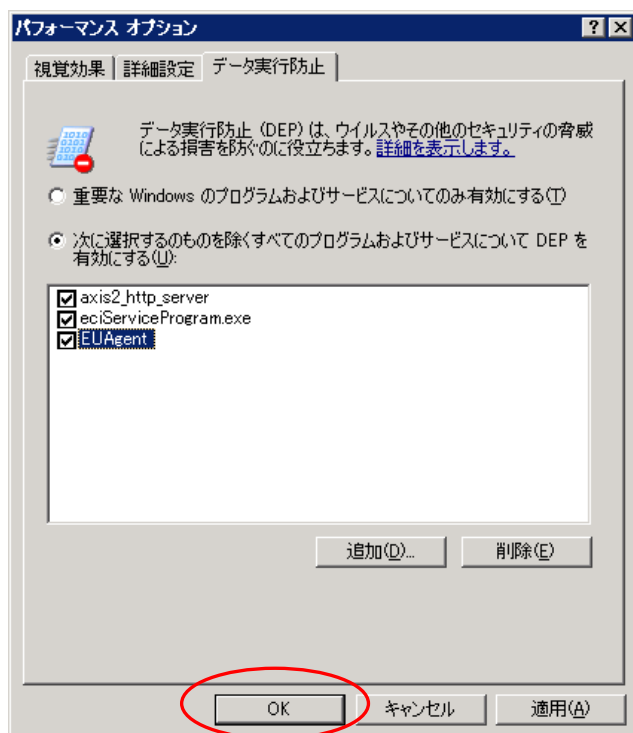 パフォーマンス オプション
視覚効果 詳細設定 データ実行防止
データ実行防止 (DEP) は、ウイルスやその他のセキュリティの脅威
による損害を防ぐのに役立ちます。詳細を表示します。
重要な Windows のプログラムおよびサービスについてのみ有効にする(T)
次に選択するのものを除くすべてのプログラムおよびサービスについて DEP を
有効にする(U):
axis2_http_server
eciServiceProgram.exe
EUAgent
追加(D)... 削除(E)
OK キャンセル 適用(A)